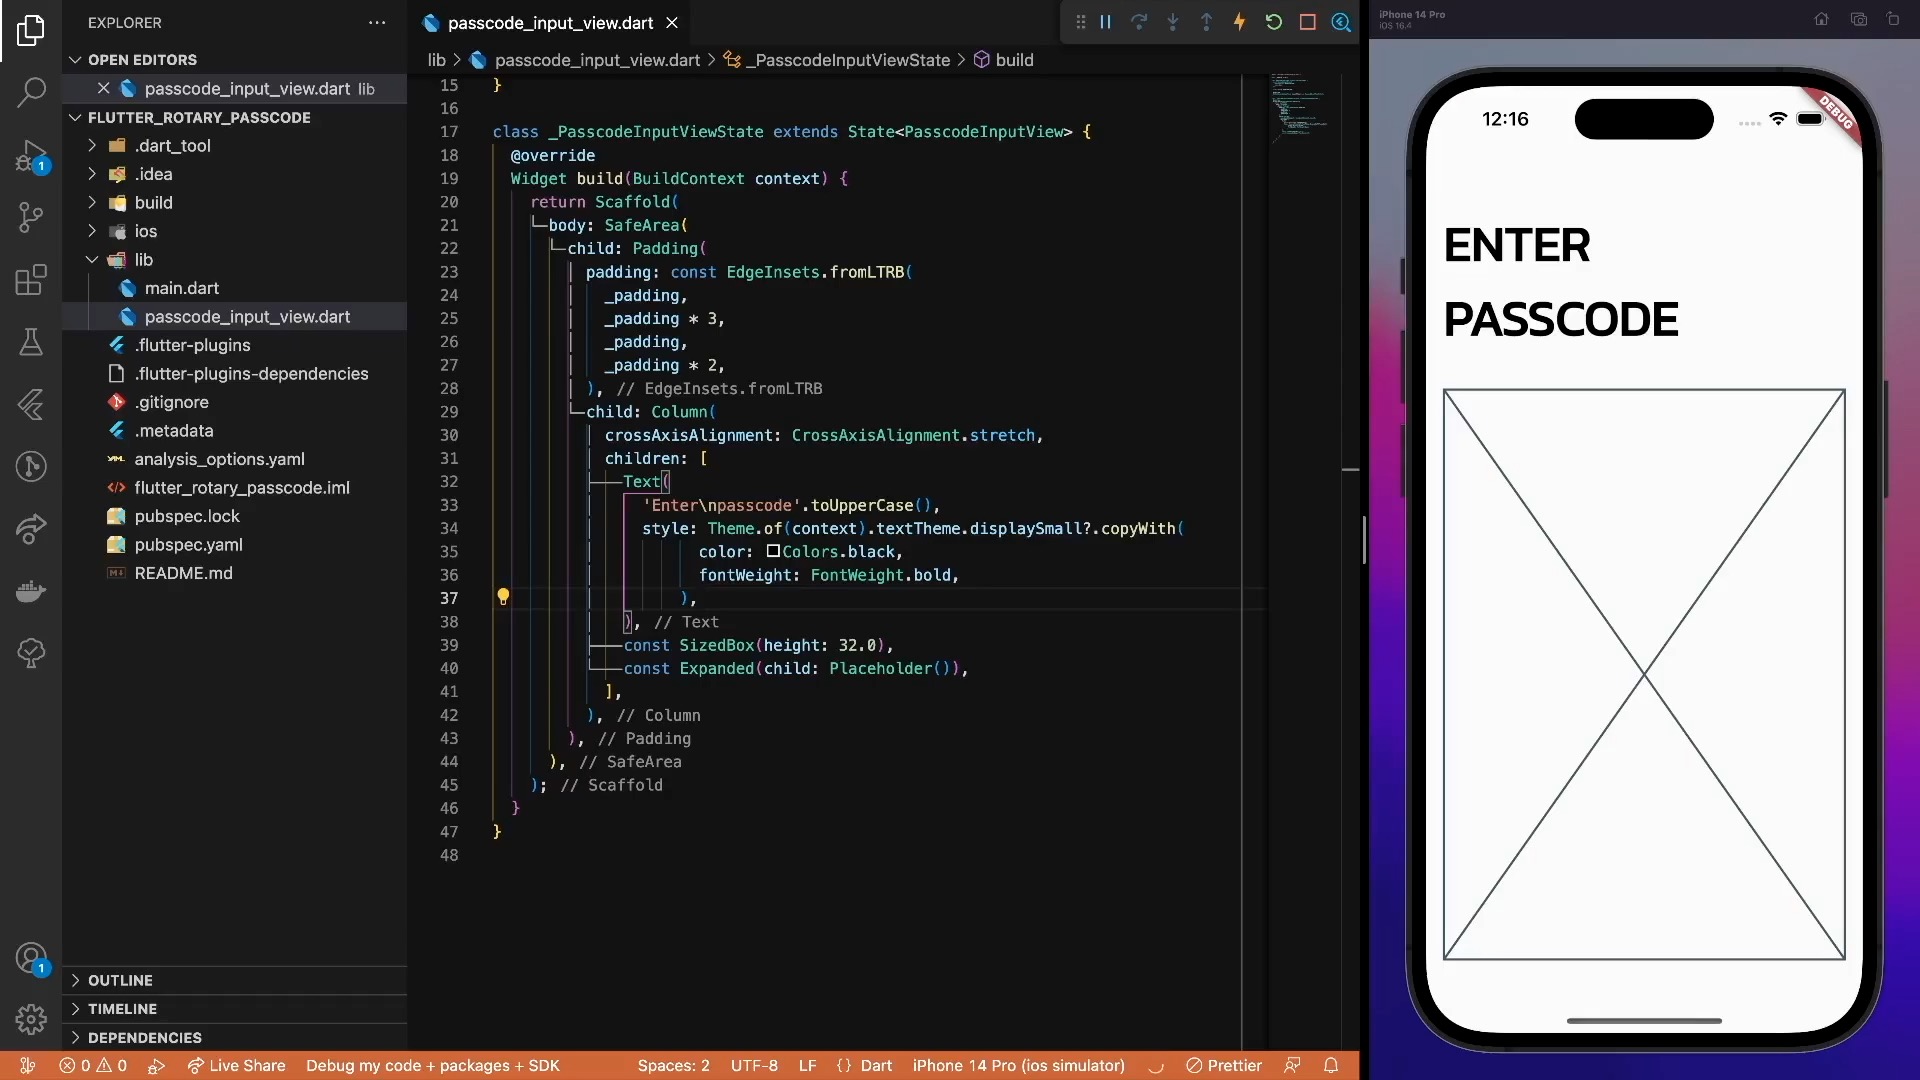 EXPLORER
OPEN EDITORS
passcode_input_view.dart lib
FLUTTER_ROTARY_PASSCODE
.dart_tool
.idea
build
ios
lib
main.dart
passcode_input_view.dart
.flutter-plugins
.flutter-plugins-dependencies
.gitignore
.metadata
analysis_options.yaml
flutter_rotary_passcode.iml
pubspec.lock
pubspec.yaml
README.md
OUTLINE
TIMELINE
DEPENDENCIES
1
1
passcode_input_view.dart
lib > passcode_input_view.dart > _PasscodeInputViewState > build
15 }
16
17 class _PasscodeInputViewState extends State<PasscodeInputView> {
18 @override
19 Widget build(BuildContext context) {
20 return Scaffold(
21 body: SafeArea(
22 child: Padding(
23 padding: const EdgeInsets.fromLTRB(
24 _padding,
25 _padding * 3,
26 _padding,
27 _padding * 2,
28 ), // EdgeInsets.fromLTRB
29 child: Column(
30 crossAxisAlignment: CrossAxisAlignment.stretch,
31 children: [
32 Text(
33 'Enter\npasscode'.toUpperCase(),
34 style: Theme.of(context).textTheme.displaySmall?.copyWith(
35 color: Colors.black,
36 fontWeight: FontWeight.bold,
37 ),
38 ), // Text
39 const SizedBox(height: 32.0),
40 const Expanded(child: Placeholder()),
41 ],
42 ), // Column
43 ), // Padding
44 ), // SafeArea
45 ); // Scaffold
46 }
47 }
48
0 0 Live Share Debug my code + packages + SDK Spaces: 2 UTF-8 LF {} Dart iPhone 14 Pro (ios simulator) Prettier
iPhone 14 Pro
iOS 16.4
12:16
DEBUG
ENTER
PASSCODE